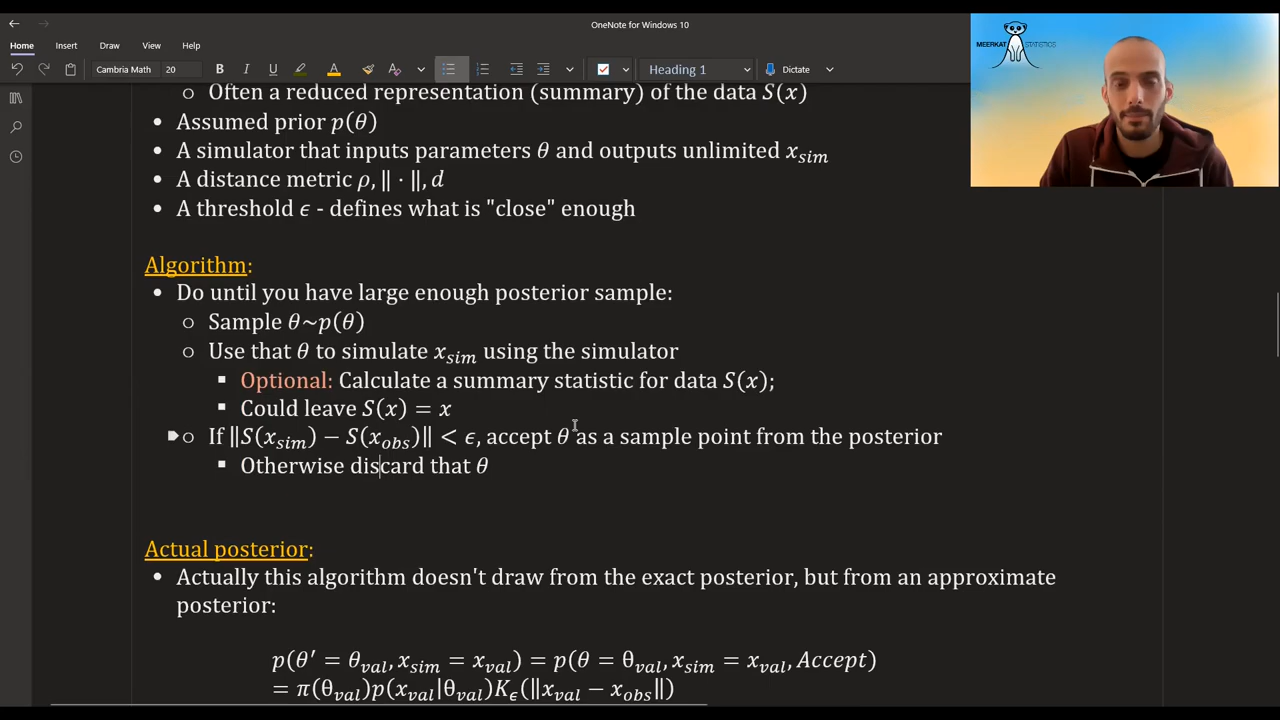 OneNote for Windows 10
MEERKAT STATISTICS
Home Insert Draw View Help
Cambria Math 20 B I U A A Heading 1 Dictate
○ Often a reduced representation (summary) of the data S(x)
• Assumed prior p(θ)
• A simulator that inputs parameters θ and outputs unlimited x_sim
• A distance metric ρ, ‖ · ‖, d
• A threshold ϵ - defines what is "close" enough
Algorithm:
• Do until you have large enough posterior sample:
○ Sample θ~p(θ)
○ Use that θ to simulate x_sim using the simulator
▪ Optional: Calculate a summary statistic for data S(x);
▪ Could leave S(x) = x
○ If ‖S(x_sim) − S(x_obs)‖ < ϵ, accept θ as a sample point from the posterior
▪ Otherwise discard that θ
Actual posterior:
• Actually this algorithm doesn't draw from the exact posterior, but from an approximate
posterior:
p(θ′ = θ_val, x_sim = x_val) = p(θ = θ_val, x_sim = x_val, Accept)
= π(θ_val)p(x_val|θ_val)K_ϵ(‖x_val − x_obs‖)